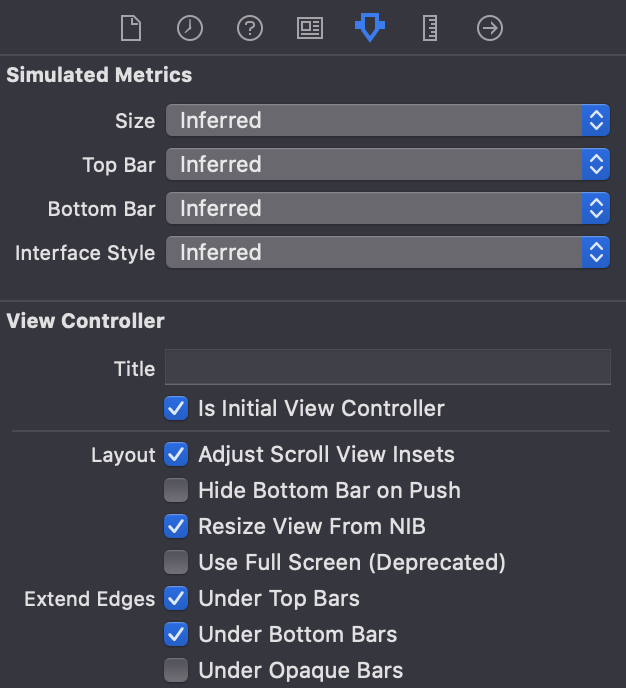 Simulated Metrics
Size Inferred
Top Bar Inferred
Bottom Bar Inferred
Interface Style Inferred
View Controller
Title
Is Initial View Controller
Layout Adjust Scroll View Insets
Hide Bottom Bar on Push
Resize View From NIB
Use Full Screen (Deprecated)
Extend Edges Under Top Bars
Under Bottom Bars
Under Opaque Bars